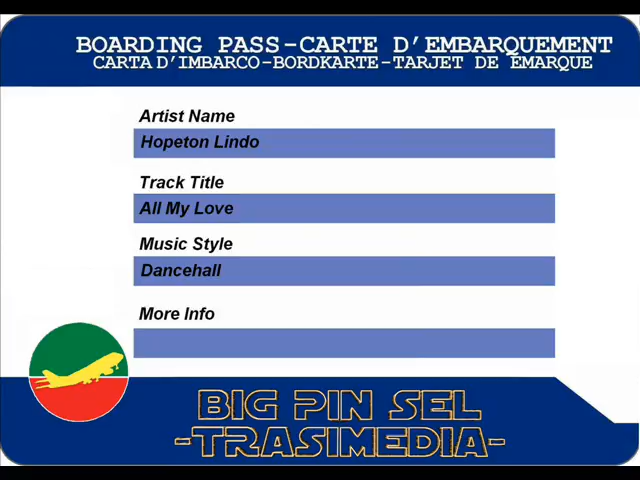 BOARDING PASS-CARTE D'EMBARQUEMENT
CARTA D'IMBARCO-BORDKARTE-TARJET DE EMARQUE
Artist Name
Hopeton Lindo
Track Title
All My Love
Music Style
Dancehall
More Info
BIG PIN SEL
-TRASIMEDIA-